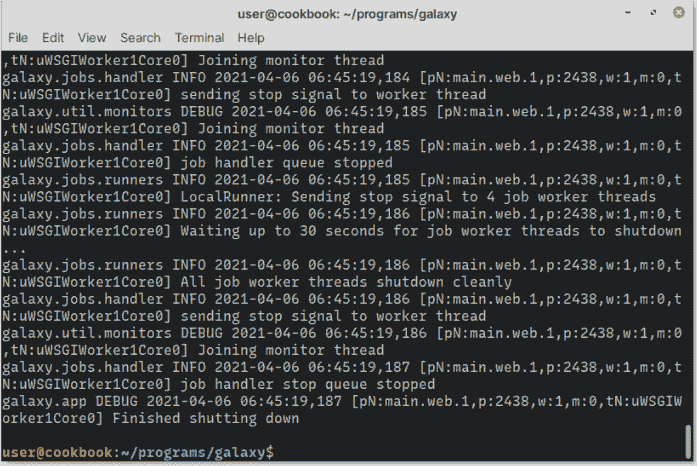 user@cookbook: ~/programs/galaxy
File Edit View Search Terminal Help
,tN:uWSGIWorker1Core0] Joining monitor thread
galaxy.jobs.handler INFO 2021-04-06 06:45:19,184 [pN:main.web.1,p:2438,w:1,m:0,t
N:uWSGIWorker1Core0] sending stop signal to worker thread
galaxy.util.monitors DEBUG 2021-04-06 06:45:19,185 [pN:main.web.1,p:2438,w:1,m:0
,tN:uWSGIWorker1Core0] Joining monitor thread
galaxy.jobs.handler INFO 2021-04-06 06:45:19,185 [pN:main.web.1,p:2438,w:1,m:0,t
N:uWSGIWorker1Core0] job handler queue stopped
galaxy.jobs.runners INFO 2021-04-06 06:45:19,185 [pN:main.web.1,p:2438,w:1,m:0,t
N:uWSGIWorker1Core0] LocalRunner: Sending stop signal to 4 job worker threads
galaxy.jobs.runners INFO 2021-04-06 06:45:19,186 [pN:main.web.1,p:2438,w:1,m:0,t
N:uWSGIWorker1Core0] Waiting up to 30 seconds for job worker threads to shutdown
...
galaxy.jobs.runners INFO 2021-04-06 06:45:19,186 [pN:main.web.1,p:2438,w:1,m:0,t
N:uWSGIWorker1Core0] All job worker threads shutdown cleanly
galaxy.jobs.handler INFO 2021-04-06 06:45:19,186 [pN:main.web.1,p:2438,w:1,m:0,t
N:uWSGIWorker1Core0] sending stop signal to worker thread
galaxy.util.monitors DEBUG 2021-04-06 06:45:19,186 [pN:main.web.1,p:2438,w:1,m:0
,tN:uWSGIWorker1Core0] Joining monitor thread
galaxy.jobs.handler INFO 2021-04-06 06:45:19,187 [pN:main.web.1,p:2438,w:1,m:0,t
N:uWSGIWorker1Core0] job handler stop queue stopped
galaxy.app DEBUG 2021-04-06 06:45:19,187 [pN:main.web.1,p:2438,w:1,m:0,tN:uWSGIW
orker1Core0] Finished shutting down
user@cookbook:~/programs/galaxy$